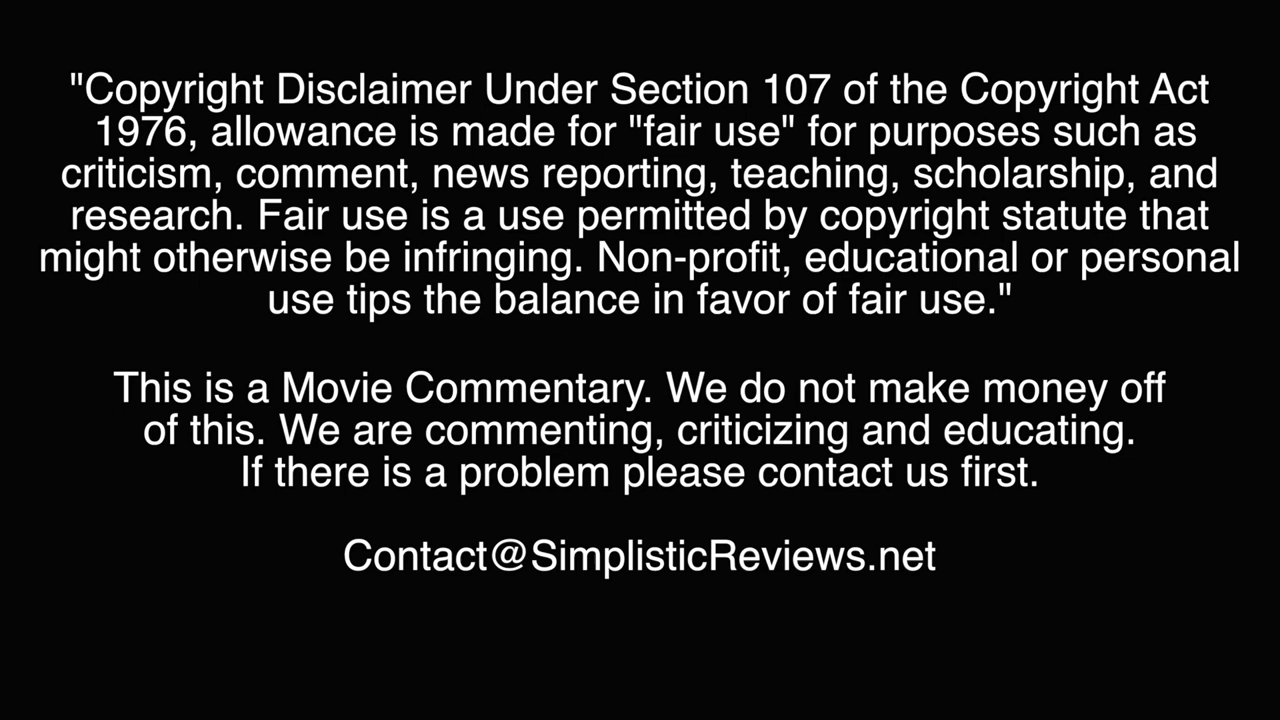 "Copyright Disclaimer Under Section 107 of the Copyright Act
1976, allowance is made for "fair use" for purposes such as
criticism, comment, news reporting, teaching, scholarship, and
research. Fair use is a use permitted by copyright statute that
might otherwise be infringing. Non-profit, educational or personal
use tips the balance in favor of fair use."
This is a Movie Commentary. We do not make money off
of this. We are commenting, criticizing and educating.
If there is a problem please contact us first.
Contact@SimplisticReviews.net